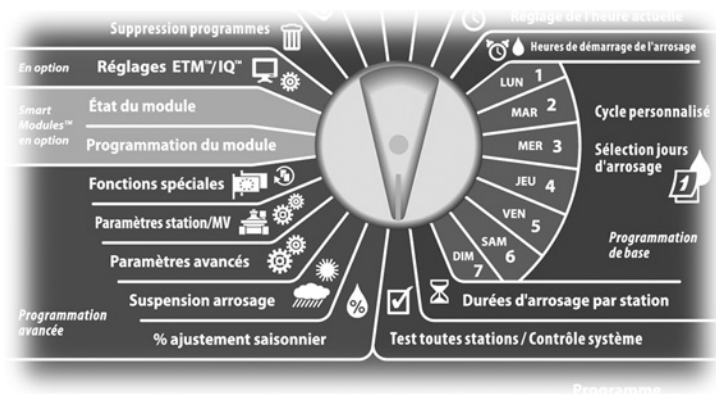 Réglage de l'heure actuelle
Suppression programmes
Heures de démarrage de l'arrosage
En option
Réglages ETM™/IQ™
LUN 1
Smart
Modules™
en option
État du module
MAR 2
Cycle personnalisé
Programmation du module
MER 3
Sélection jours
d'arrosage
1
Fonctions spéciales
JEU 4
Paramètres station/MV
VEN 5
SAM 6
DIM 7
Programmation
de base
Paramètres avancés
Suspension arrosage
Durées d'arrosage par station
Programmation
avancée
%
% ajustement saisonnier
Test toutes stations / Contrôle système
Programme